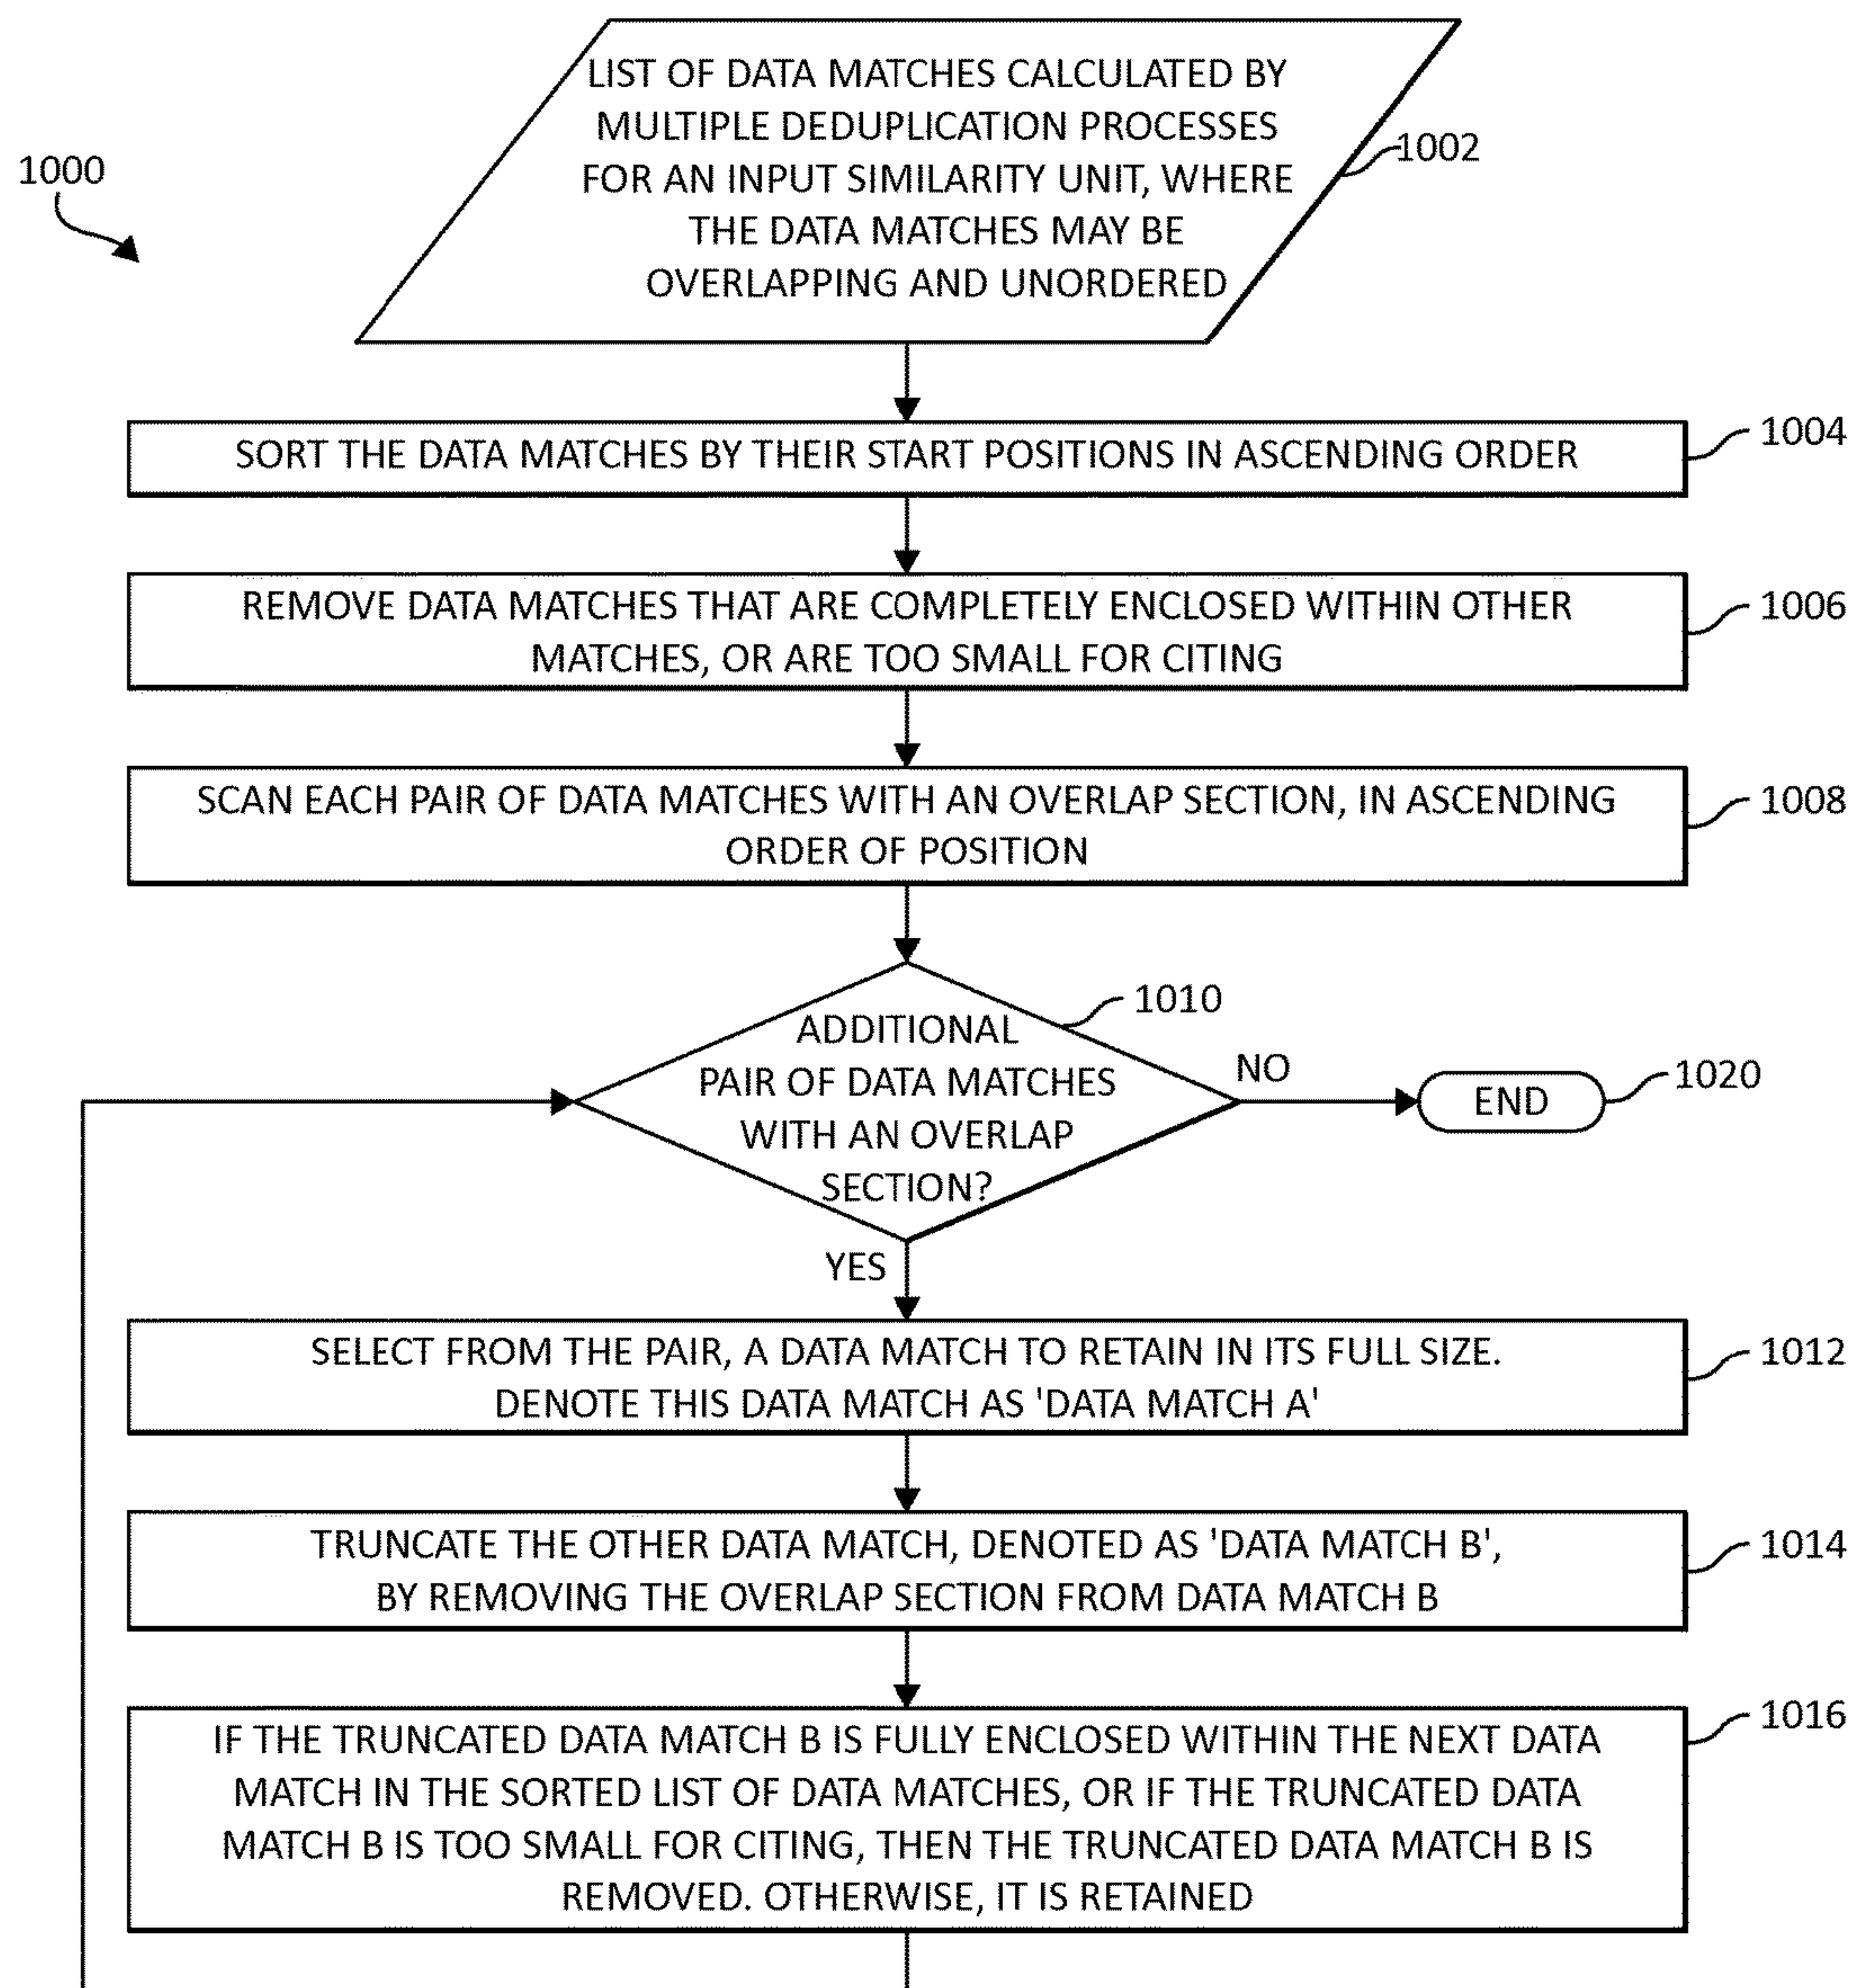 LIST OF DATA MATCHES CALCULATED BY
MULTIPLE DEDUPLICATION PROCESSES
FOR AN INPUT SIMILARITY UNIT, WHERE
THE DATA MATCHES MAY BE
OVERLAPPING AND UNORDERED
1002
1000
SORT THE DATA MATCHES BY THEIR START POSITIONS IN ASCENDING ORDER
1004
REMOVE DATA MATCHES THAT ARE COMPLETELY ENCLOSED WITHIN OTHER
MATCHES, OR ARE TOO SMALL FOR CITING
1006
SCAN EACH PAIR OF DATA MATCHES WITH AN OVERLAP SECTION, IN ASCENDING
ORDER OF POSITION
1008
ADDITIONAL
PAIR OF DATA MATCHES
WITH AN OVERLAP
SECTION?
1010
NO
END
1020
YES
SELECT FROM THE PAIR, A DATA MATCH TO RETAIN IN ITS FULL SIZE.
DENOTE THIS DATA MATCH AS 'DATA MATCH A'
1012
TRUNCATE THE OTHER DATA MATCH, DENOTED AS 'DATA MATCH B',
BY REMOVING THE OVERLAP SECTION FROM DATA MATCH B
1014
IF THE TRUNCATED DATA MATCH B IS FULLY ENCLOSED WITHIN THE NEXT DATA
MATCH IN THE SORTED LIST OF DATA MATCHES, OR IF THE TRUNCATED DATA
MATCH B IS TOO SMALL FOR CITING, THEN THE TRUNCATED DATA MATCH B IS
REMOVED. OTHERWISE, IT IS RETAINED
1016